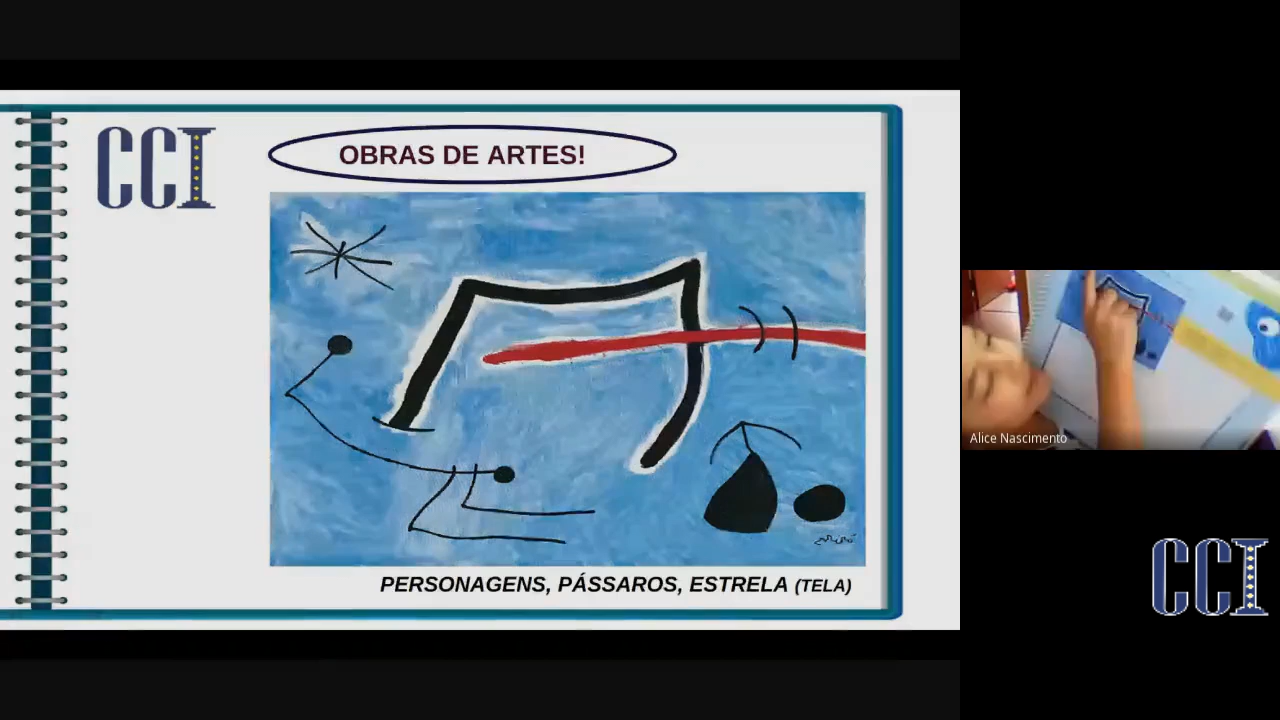 CCI
OBRAS DE ARTES!
PERSONAGENS, PÁSSAROS, ESTRELA (TELA)
Alice Nascimento
CCI